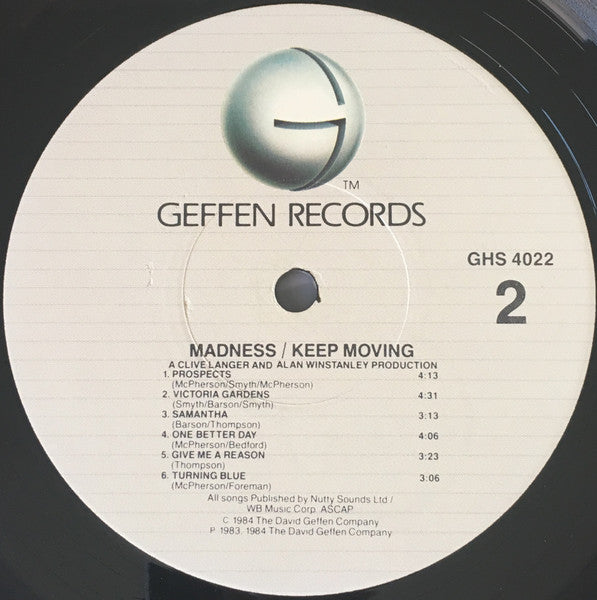 G
TM
GEFFEN RECORDS
GHS 4022
2
MADNESS / KEEP MOVING
A CLIVE LANGER AND ALAN WINSTANLEY PRODUCTION
1. PROSPECTS 4:13
(McPherson/Smyth/McPherson)
2. VICTORIA GARDENS 4:31
(Smyth/Barson/Smyth)
3. SAMANTHA 3:13
(Barson/Thompson)
4. ONE BETTER DAY 4:06
(McPherson/Bedford)
5. GIVE ME A REASON 3:23
(Thompson)
6. TURNING BLUE 3:06
(McPherson/Foreman)
All songs Published by Nutty Sounds Ltd /
WB Music Corp. ASCAP
C 1984 The David Geffen Company
P 1983, 1984 The David Geffen Company